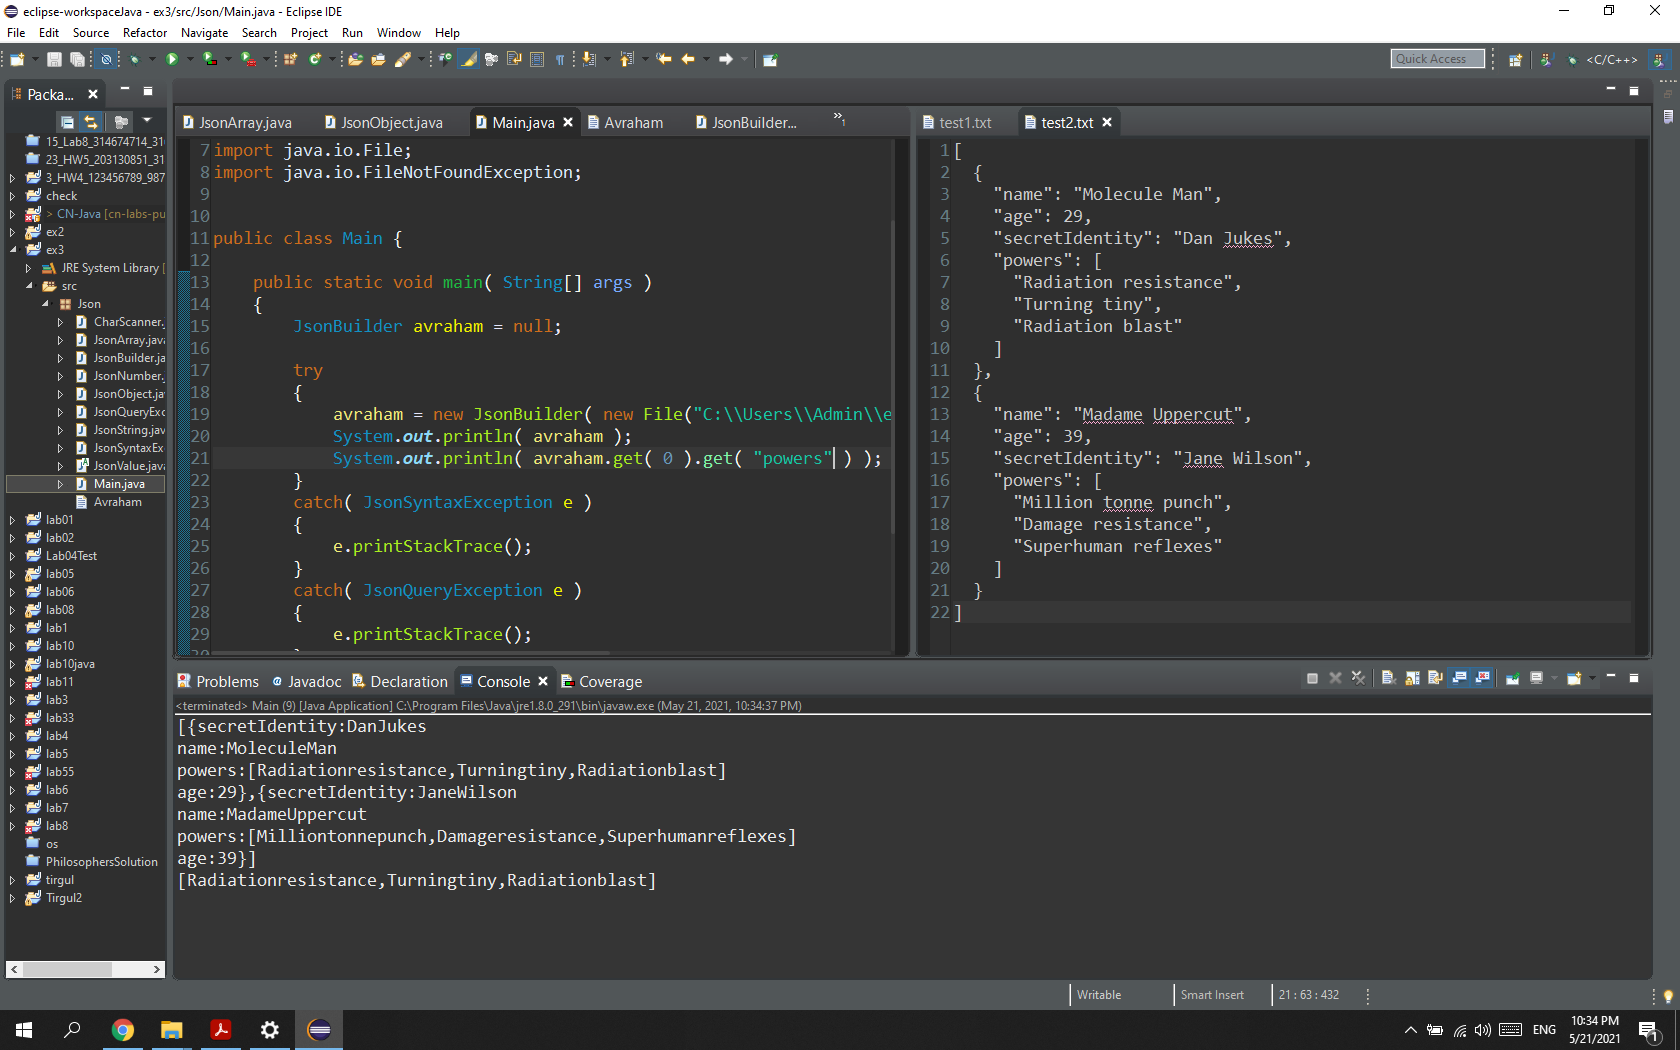 eclipse-workspaceJava - ex3/src/Json/Main.java - Eclipse IDE
File Edit Source Refactor Navigate Search Project Run Window Help
Quick Access
<C/C++>
Packa...
15_Lab8_314674714_31
23_HW5_203130851_31
3_HW4_123456789_987
check
> CN-Java [cn-labs-pu
ex2
ex3
JRE System Library [
src
Json
CharScanner.
JsonArray.java
JsonBuilder.ja
JsonNumber.
JsonObject.ja
JsonQueryExc
JsonString.jav
JsonSyntaxEx
JsonValue.java
Main.java
Avraham
lab01
lab02
Lab04Test
lab05
lab06
lab08
lab1
lab10
lab10java
lab11
lab3
lab33
lab4
lab5
lab55
lab6
lab7
lab8
os
PhilosophersSolution
tirgul
Tirgul2
JsonArray.java JsonObject.java Main.java Avraham JsonBuilder... »1
7 import java.io.File;
8 import java.io.FileNotFoundException;
9
10
11 public class Main {
12
13 public static void main( String[] args )
14 {
15 JsonBuilder avraham = null;
16
17 try
18 {
19 avraham = new JsonBuilder( new File("C:\\Users\\Admin\\e
20 System.out.println( avraham );
21 System.out.println( avraham.get( 0 ).get( "powers" ) );
22 }
23 catch( JsonSyntaxException e )
24 {
25 e.printStackTrace();
26 }
27 catch( JsonQueryException e )
28 {
29 e.printStackTrace();
30 }
test1.txt test2.txt
1 [
2 {
3 "name": "Molecule Man",
4 "age": 29,
5 "secretIdentity": "Dan Jukes",
6 "powers": [
7 "Radiation resistance",
8 "Turning tiny",
9 "Radiation blast"
10 ]
11 },
12 {
13 "name": "Madame Uppercut",
14 "age": 39,
15 "secretIdentity": "Jane Wilson",
16 "powers": [
17 "Million tonne punch",
18 "Damage resistance",
19 "Superhuman reflexes"
20 ]
21 }
22 ]
Problems Javadoc Declaration Console Coverage
<terminated> Main (9) [Java Application] C:\Program Files\Java\jre1.8.0_291\bin\javaw.exe (May 21, 2021, 10:34:37 PM)
[{secretIdentity:DanJukes
name:MoleculeMan
powers:[Radiationresistance,Turningtiny,Radiationblast]
age:29},{secretIdentity:JaneWilson
name:MadameUppercut
powers:[Milliontonnepunch,Damageresistance,Superhumanreflexes]
age:39}]
[Radiationresistance,Turningtiny,Radiationblast]
Writable Smart Insert 21 : 63 : 432
ENG
10:34 PM
5/21/2021
1